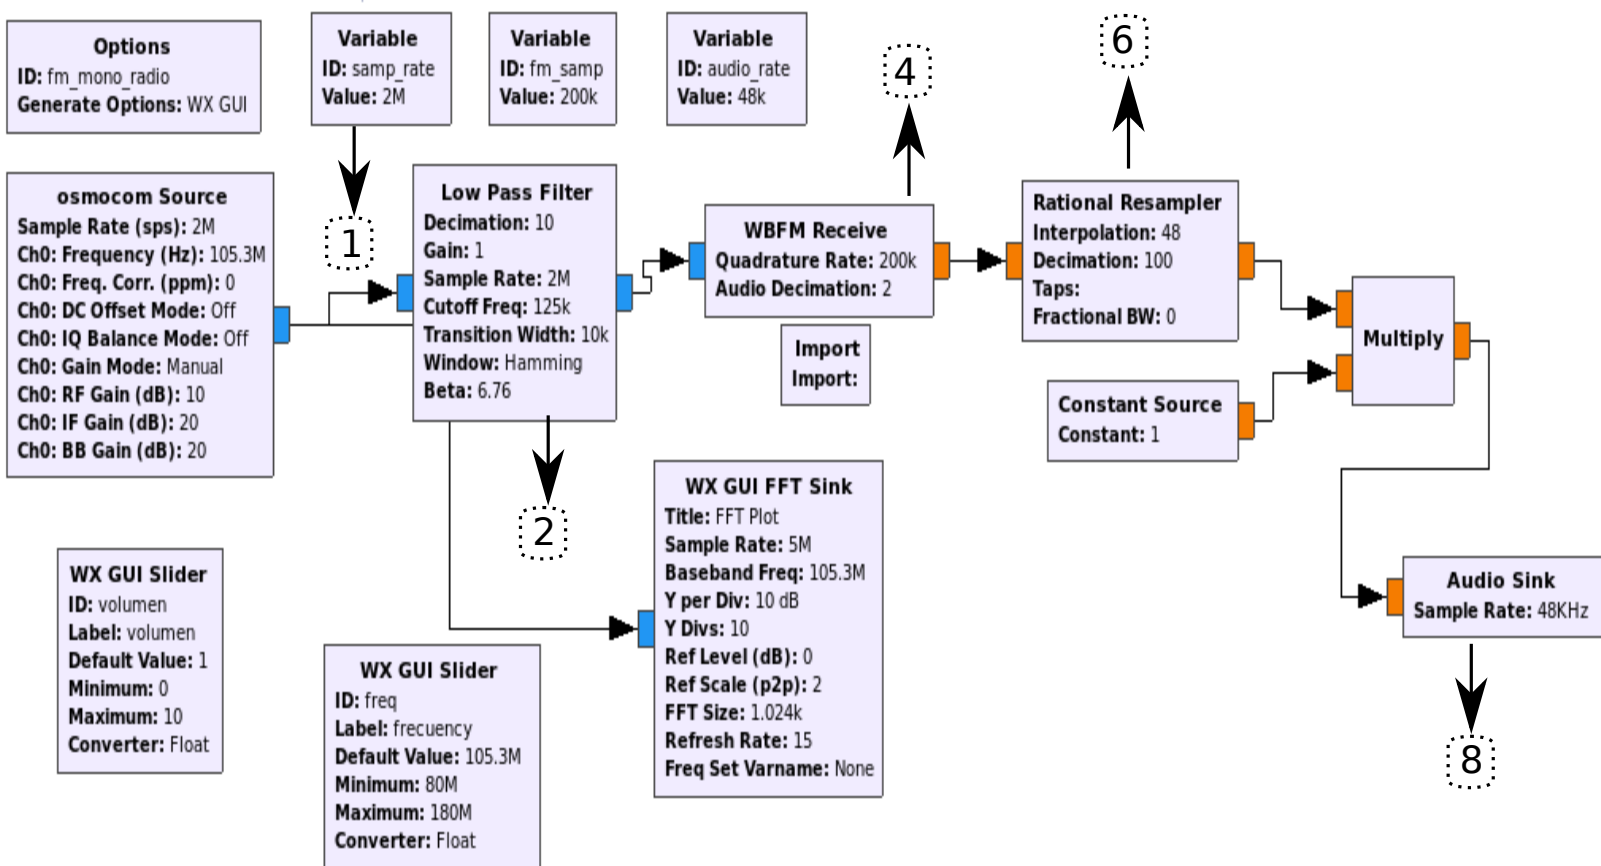 Options
ID: fm_mono_radio
Generate Options: WX GUI
Variable
ID: samp_rate
Value: 2M
Variable
ID: fm_samp
Value: 200k
Variable
ID: audio_rate
Value: 48k
4
6
osmocom Source
Sample Rate (sps): 2M
Ch0: Frequency (Hz): 105.3M
Ch0: Freq. Corr. (ppm): 0
Ch0: DC Offset Mode: Off
Ch0: IQ Balance Mode: Off
Ch0: Gain Mode: Manual
Ch0: RF Gain (dB): 10
Ch0: IF Gain (dB): 20
Ch0: BB Gain (dB): 20
1
Low Pass Filter
Decimation: 10
Gain: 1
Sample Rate: 2M
Cutoff Freq: 125k
Transition Width: 10k
Window: Hamming
Beta: 6.76
WBFM Receive
Quadrature Rate: 200k
Audio Decimation: 2
Import
Import:
Rational Resampler
Interpolation: 48
Decimation: 100
Taps:
Fractional BW: 0
Multiply
Constant Source
Constant: 1
2
WX GUI FFT Sink
Title: FFT Plot
Sample Rate: 5M
Baseband Freq: 105.3M
Y per Div: 10 dB
Y Divs: 10
Ref Level (dB): 0
Ref Scale (p2p): 2
FFT Size: 1.024k
Refresh Rate: 15
Freq Set Varname: None
Audio Sink
Sample Rate: 48KHz
8
WX GUI Slider
ID: volumen
Label: volumen
Default Value: 1
Minimum: 0
Maximum: 10
Converter: Float
WX GUI Slider
ID: freq
Label: frecuency
Default Value: 105.3M
Minimum: 80M
Maximum: 180M
Converter: Float